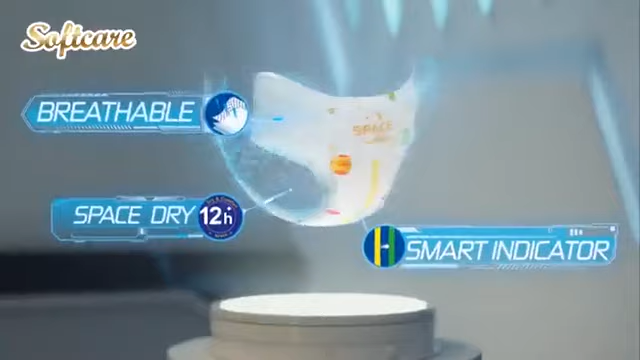 Softcare
BREATHABLE
SPACE
SPACE DRY
12h
SMART INDICATOR